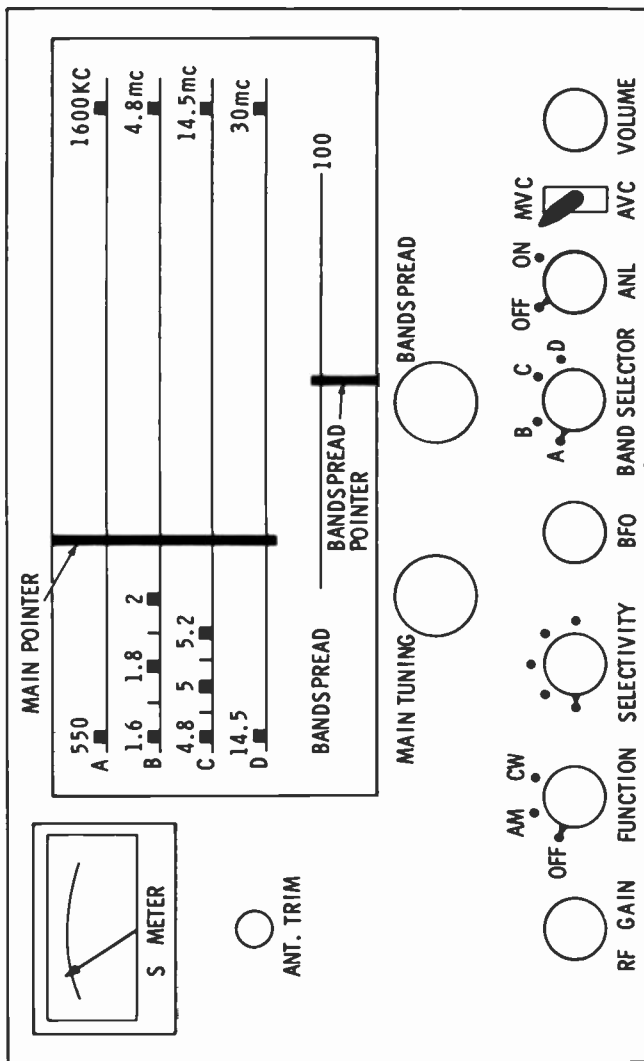 MAIN POINTER
550
1600KC
A
1.6
1.8
2
4.8mc
B
4.8
5
5.2
14.5mc
C
14.5
30mc
D
BANDSPREAD
100
BANDSPREAD
POINTER
S METER
ANT. TRIM
MAIN TUNING
BANDSPREAD
OFF
AM
CW
A
B
C
D
OFF
ON
MVC
RF GAIN
FUNCTION
SELECTIVITY
BFO
BAND SELECTOR
ANL
AVC
VOLUME